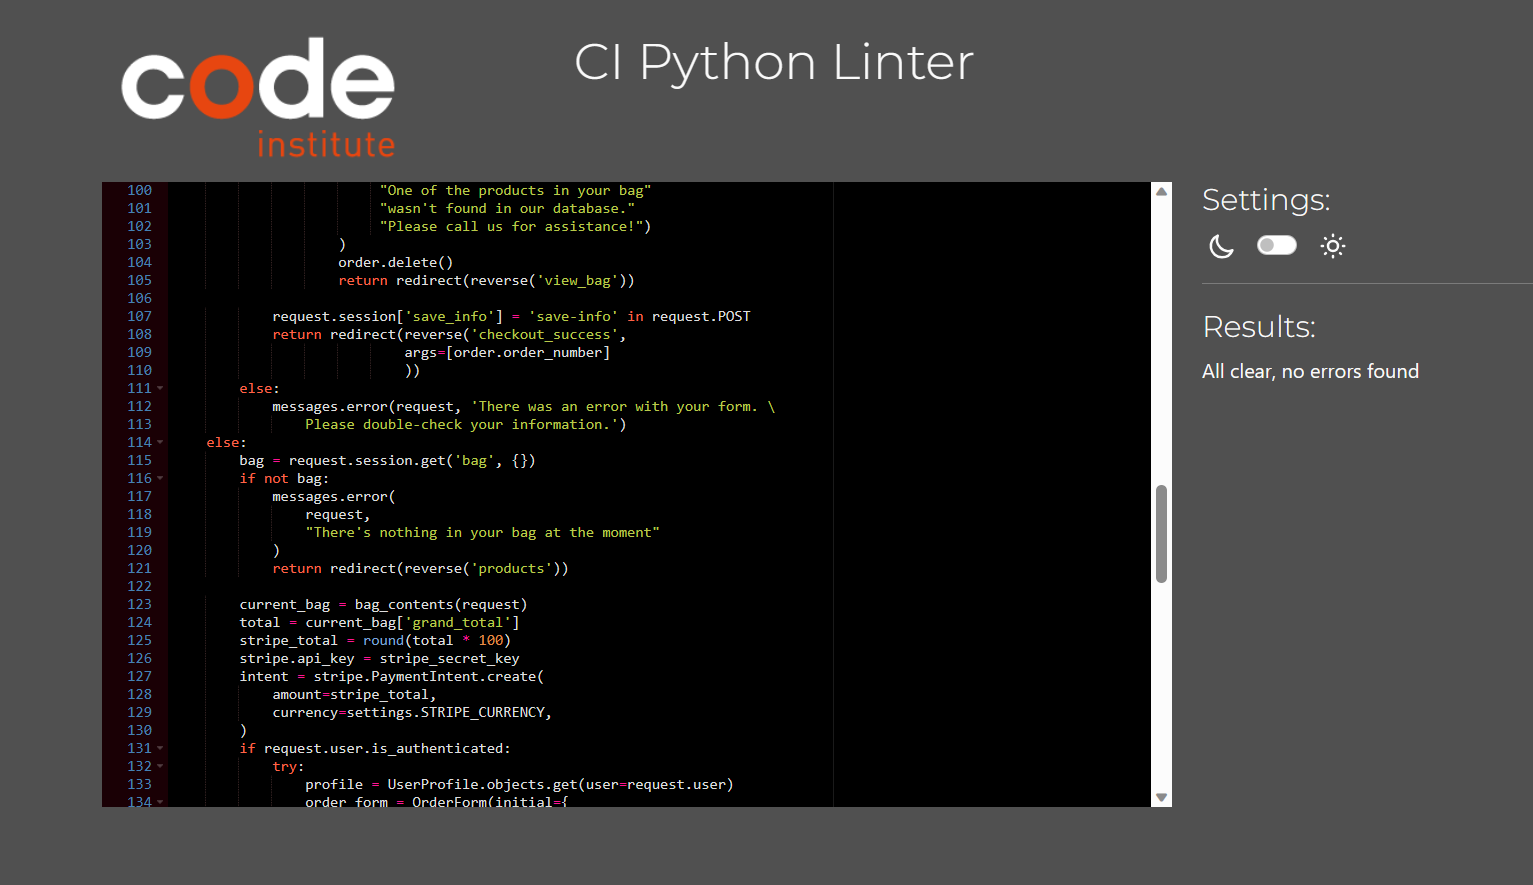 code
institute
CI Python Linter
100 "One of the products in your bag"
101 "wasn't found in our database."
102 "Please call us for assistance!")
103 )
104 order.delete()
105 return redirect(reverse('view_bag'))
106
107 request.session['save_info'] = 'save-info' in request.POST
108 return redirect(reverse('checkout_success',
109 args=[order.order_number]
110 ))
111 else:
112 messages.error(request, 'There was an error with your form. \
113 Please double-check your information.')
114 else:
115 bag = request.session.get('bag', {})
116 if not bag:
117 messages.error(
118 request,
119 "There's nothing in your bag at the moment"
120 )
121 return redirect(reverse('products'))
122
123 current_bag = bag_contents(request)
124 total = current_bag['grand_total']
125 stripe_total = round(total * 100)
126 stripe.api_key = stripe_secret_key
127 intent = stripe.PaymentIntent.create(
128 amount=stripe_total,
129 currency=settings.STRIPE_CURRENCY,
130 )
131 if request.user.is_authenticated:
132 try:
133 profile = UserProfile.objects.get(user=request.user)
134 order_form = OrderForm(initial={
Settings:
Results:
All clear, no errors found